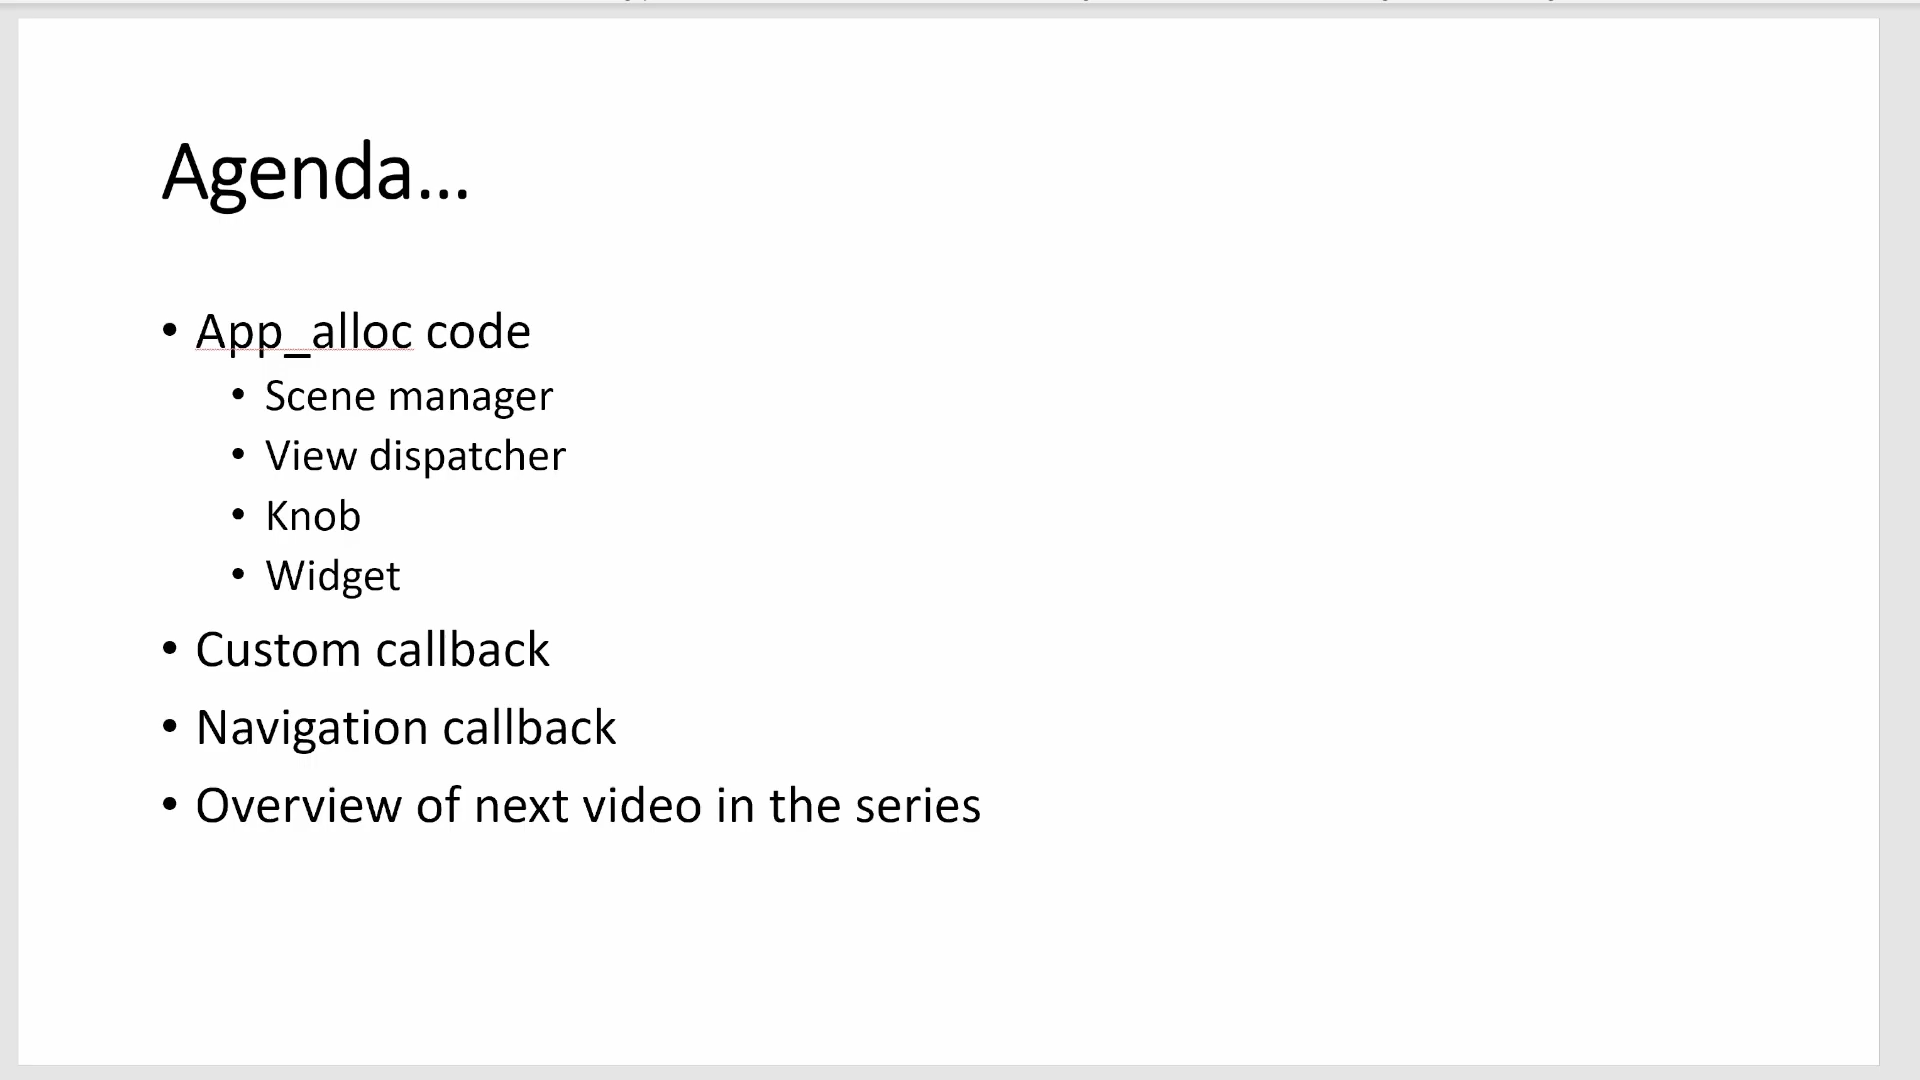 Agenda...
• App_alloc code
• Scene manager
• View dispatcher
• Knob
• Widget
• Custom callback
• Navigation callback
• Overview of next video in the series